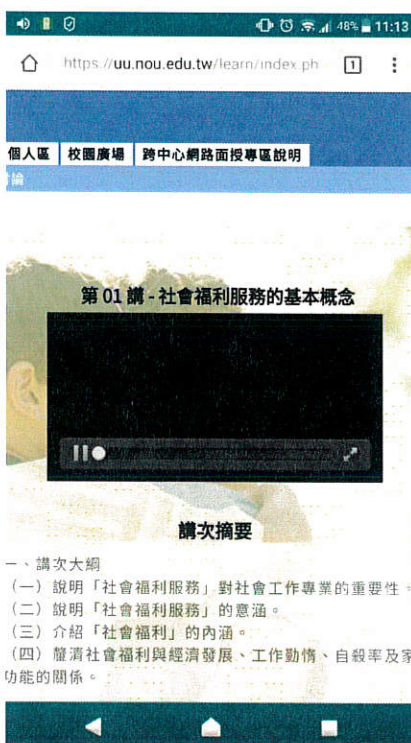 48% 11:13
https://uu.nou.edu.tw/learn/index.ph 1
個人區 校園廣場 跨中心網路面授專區說明
討論
第 01 講 - 社會福利服務的基本概念
講次摘要
一、講次大綱
(一) 說明「社會福利服務」對社會工作專業的重要性。
(二) 說明「社會福利服務」的意涵。
(三) 介紹「社會福利」的內涵。
(四) 釐清社會福利與經濟發展、工作勤惰、自殺率及家
功能的關係。